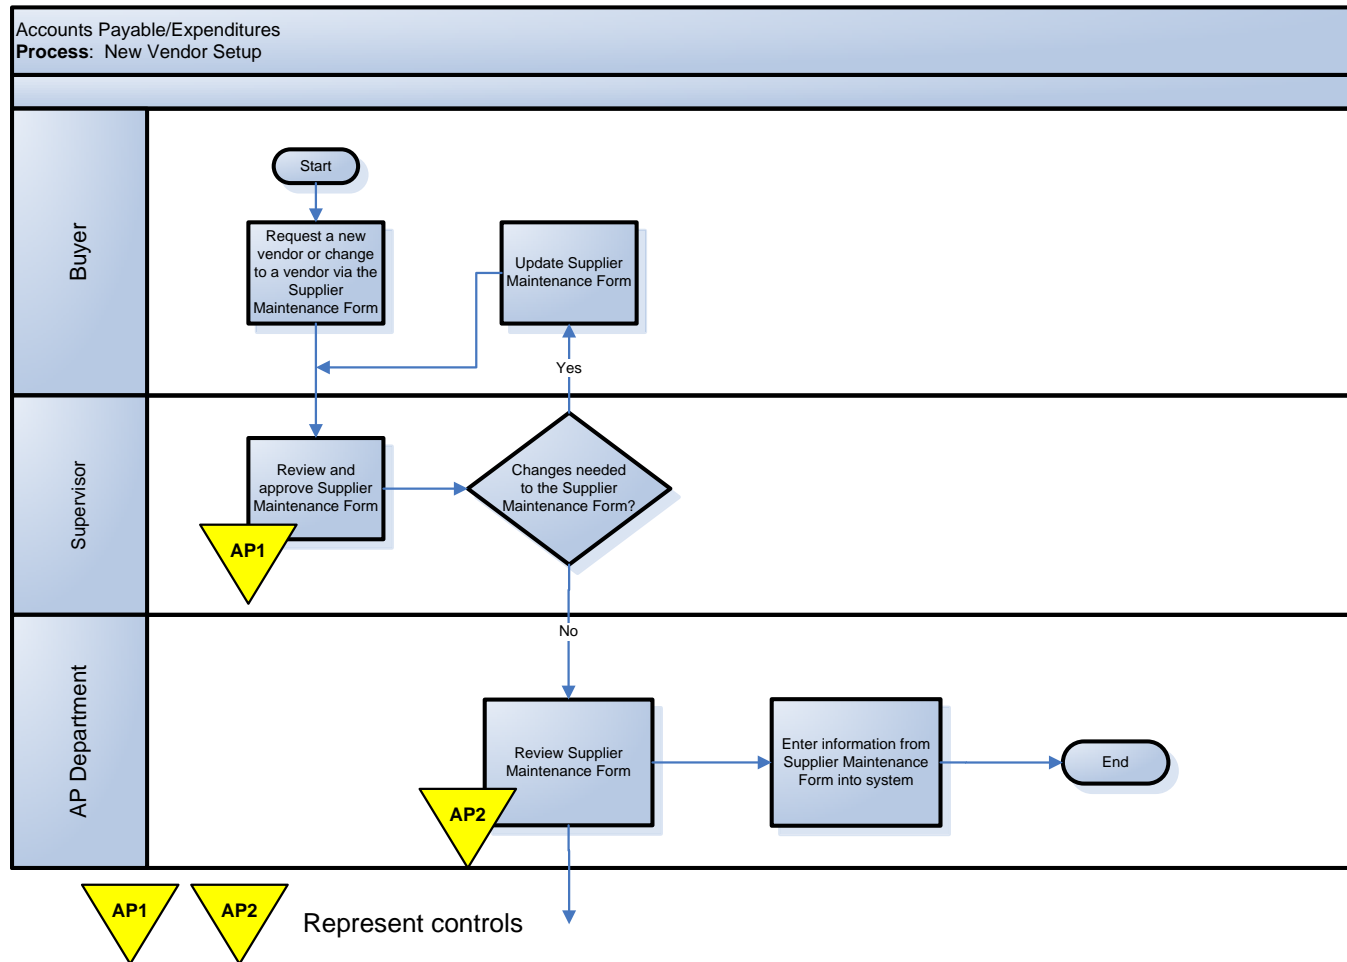 Accounts Payable/Expenditures
Process: New Vendor Setup
Buyer
Start
Request a new
vendor or change
to a vendor via the
Supplier
Maintenance Form
Update Supplier
Maintenance Form
Yes
Supervisor
Review and
approve Supplier
Maintenance Form
AP1
Changes needed
to the Supplier
Maintenance Form?
No
AP Department
Review Supplier
Maintenance Form
AP2
Enter information from
Supplier Maintenance
Form into system
End
AP1
AP2
Represent controls